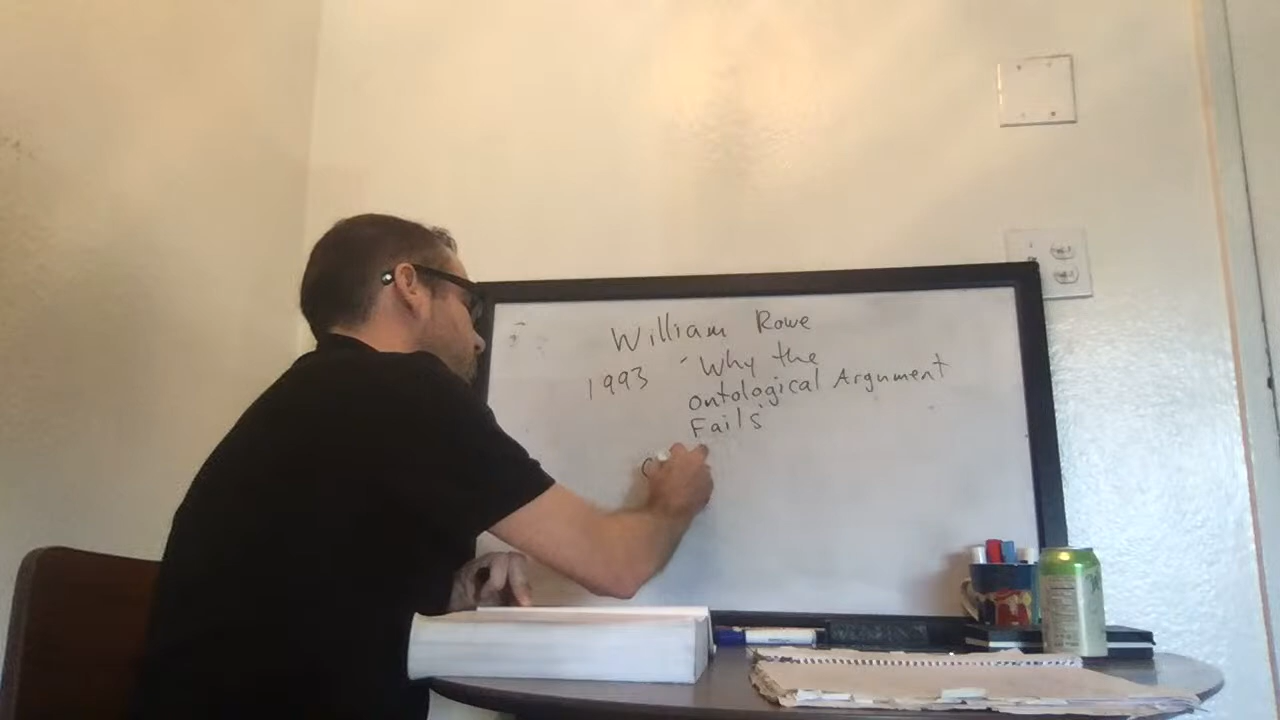 William Rowe
1993 "Why the
ontological Argument
Fails"